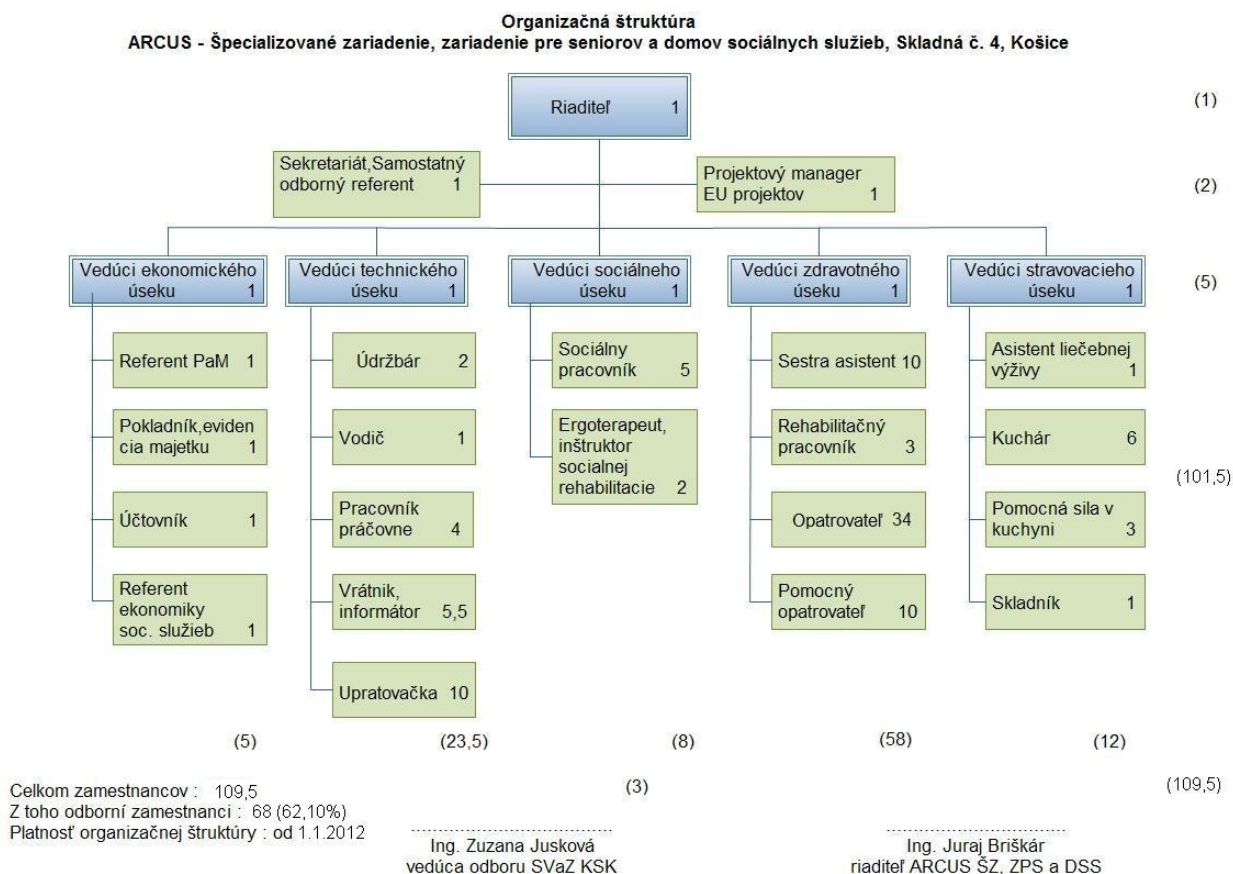 Organizačná štruktúra
ARCUS - Špecializované zariadenie, zariadenie pre seniorov a domov sociálnych služieb, Skladná č. 4, Košice
Riaditeľ 1
(1)
Sekretariát,Samostatný
odborný referent 1
Projektový manager
EU projektov 1
(2)
Vedúci ekonomického
úseku 1
Vedúci technického
úseku 1
Vedúci sociálneho
úseku 1
Vedúci zdravotného
úseku 1
Vedúci stravovacieho
úseku 1
(5)
Referent PaM 1
Pokladník,eviden
cia majetku 1
Účtovník 1
Referent
ekonomiky
soc. služieb 1
Údržbár 2
Vodič 1
Pracovník
práčovne 4
Vrátnik,
informátor 5,5
Upratovačka 10
Sociálny
pracovník 5
Ergoterapeut,
inštruktor
socialnej
rehabilitacie 2
Sestra asistent 10
Rehabilitačný
pracovník 3
Opatrovateľ 34
Pomocný
opatrovateľ 10
Asistent liečebnej
výživy 1
Kuchár 6
Pomocná sila v
kuchyni 3
Skladník 1
(101,5)
(5)
(23,5)
(8)
(58)
(12)
(3)
(109,5)
Celkom zamestnancov : 109,5
Z toho odborní zamestnanci : 68 (62,10%)
Platnosť organizačnej štruktúry : od 1.1.2012
....................................
Ing. Zuzana Jusková
vedúca odboru SVaZ KSK
....................................
Ing. Juraj Briškár
riaditeľ ARCUS ŠZ, ZPS a DSS